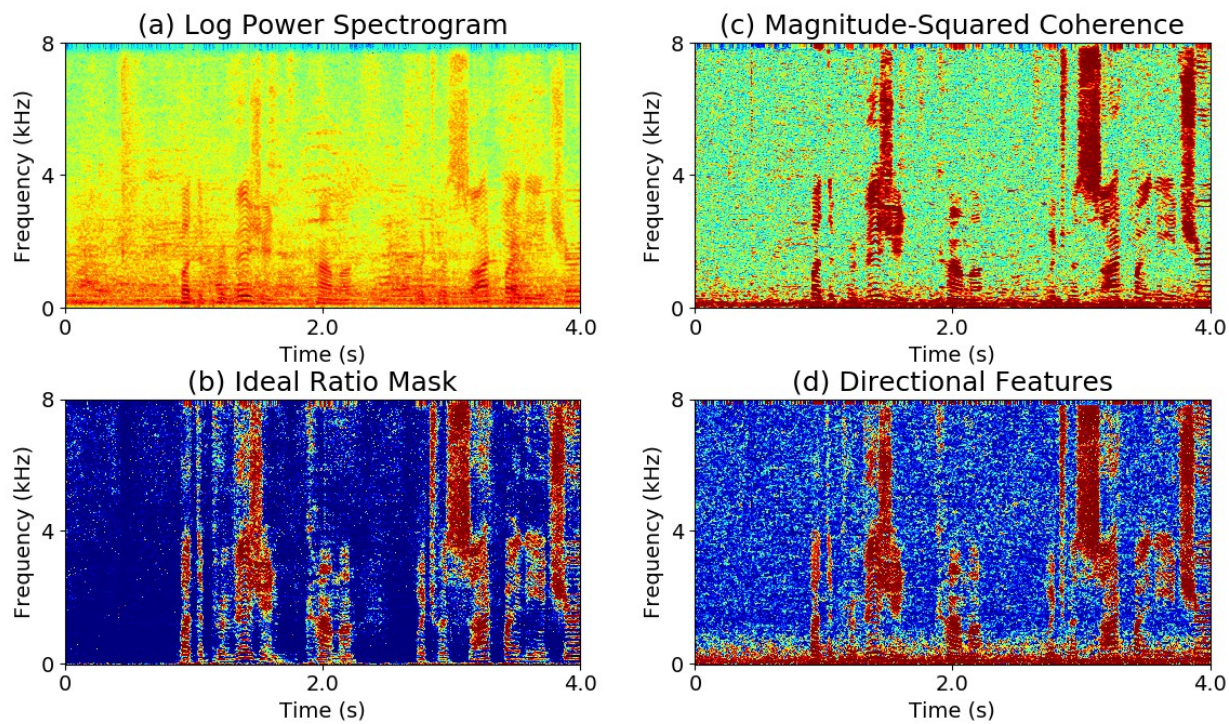 (a) Log Power Spectrogram
8
4
0
Frequency (kHz)
0
2.0
4.0
Time (s)
(c) Magnitude-Squared Coherence
8
4
0
Frequency (kHz)
0
2.0
4.0
Time (s)
(b) Ideal Ratio Mask
8
4
0
Frequency (kHz)
0
2.0
4.0
Time (s)
(d) Directional Features
8
4
0
Frequency (kHz)
0
2.0
4.0
Time (s)